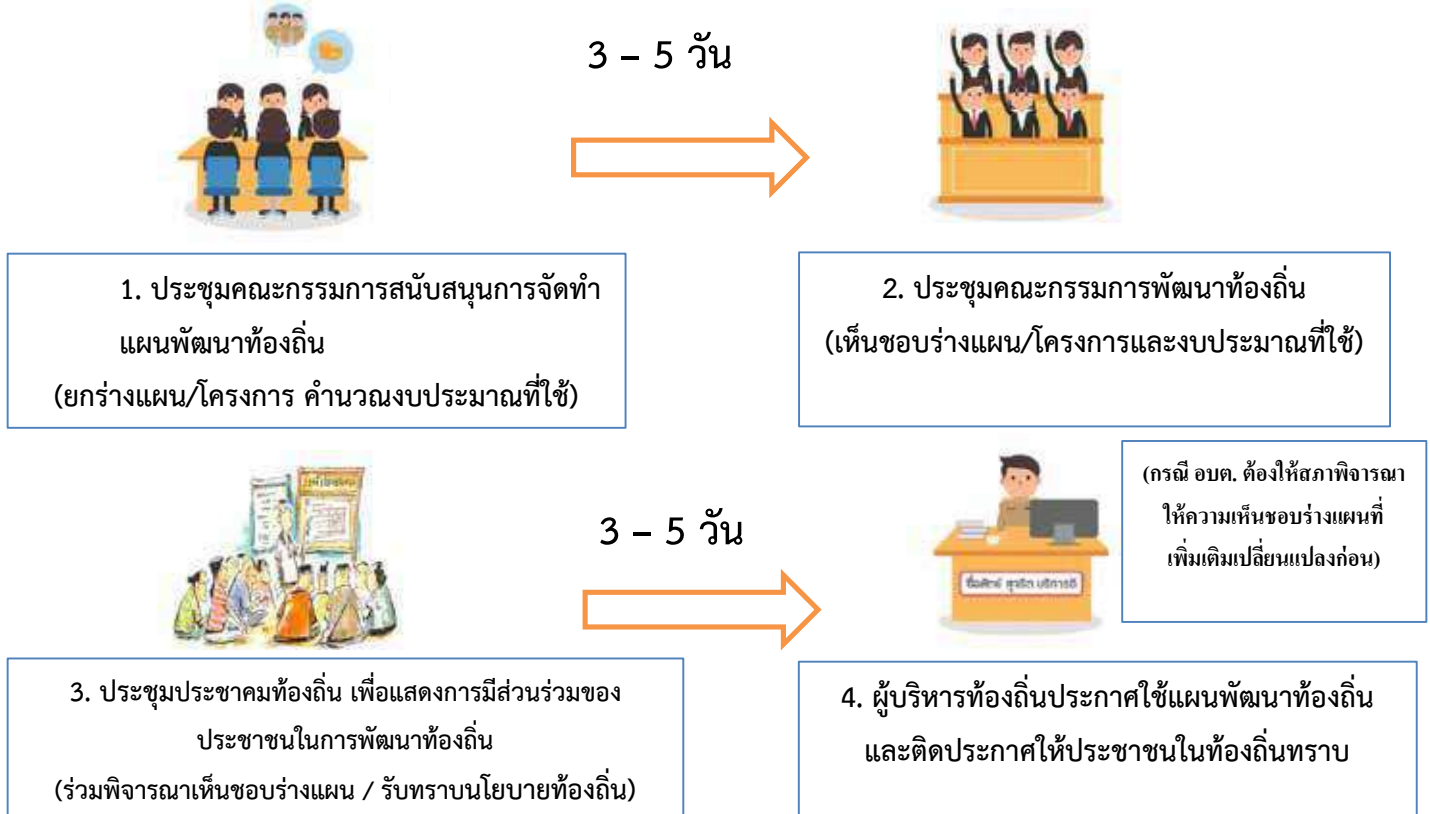 3 – 5 วัน
1. ประชุมคณะกรรมการสนับสนุนการจัดทำ
แผนพัฒนาท้องถิ่น
(ยกร่างแผน/โครงการ คำนวณงบประมาณที่ใช้)
2. ประชุมคณะกรรมการพัฒนาท้องถิ่น
(เห็นชอบร่างแผน/โครงการและงบประมาณที่ใช้)
3 – 5 วัน
(กรณี อบต. ต้องให้สภาพิจารณา
ให้ความเห็นชอบร่างแผนที่
เพิ่มเติมเปลี่ยนแปลงก่อน)
ซื่อสัตย์ สุจริต บริการดี
3. ประชุมประชาคมท้องถิ่น เพื่อแสดงการมีส่วนร่วมของ
ประชาชนในการพัฒนาท้องถิ่น
(ร่วมพิจารณาเห็นชอบร่างแผน / รับทราบนโยบายท้องถิ่น)
4. ผู้บริหารท้องถิ่นประกาศใช้แผนพัฒนาท้องถิ่น
และติดประกาศให้ประชาชนในท้องถิ่นทราบ